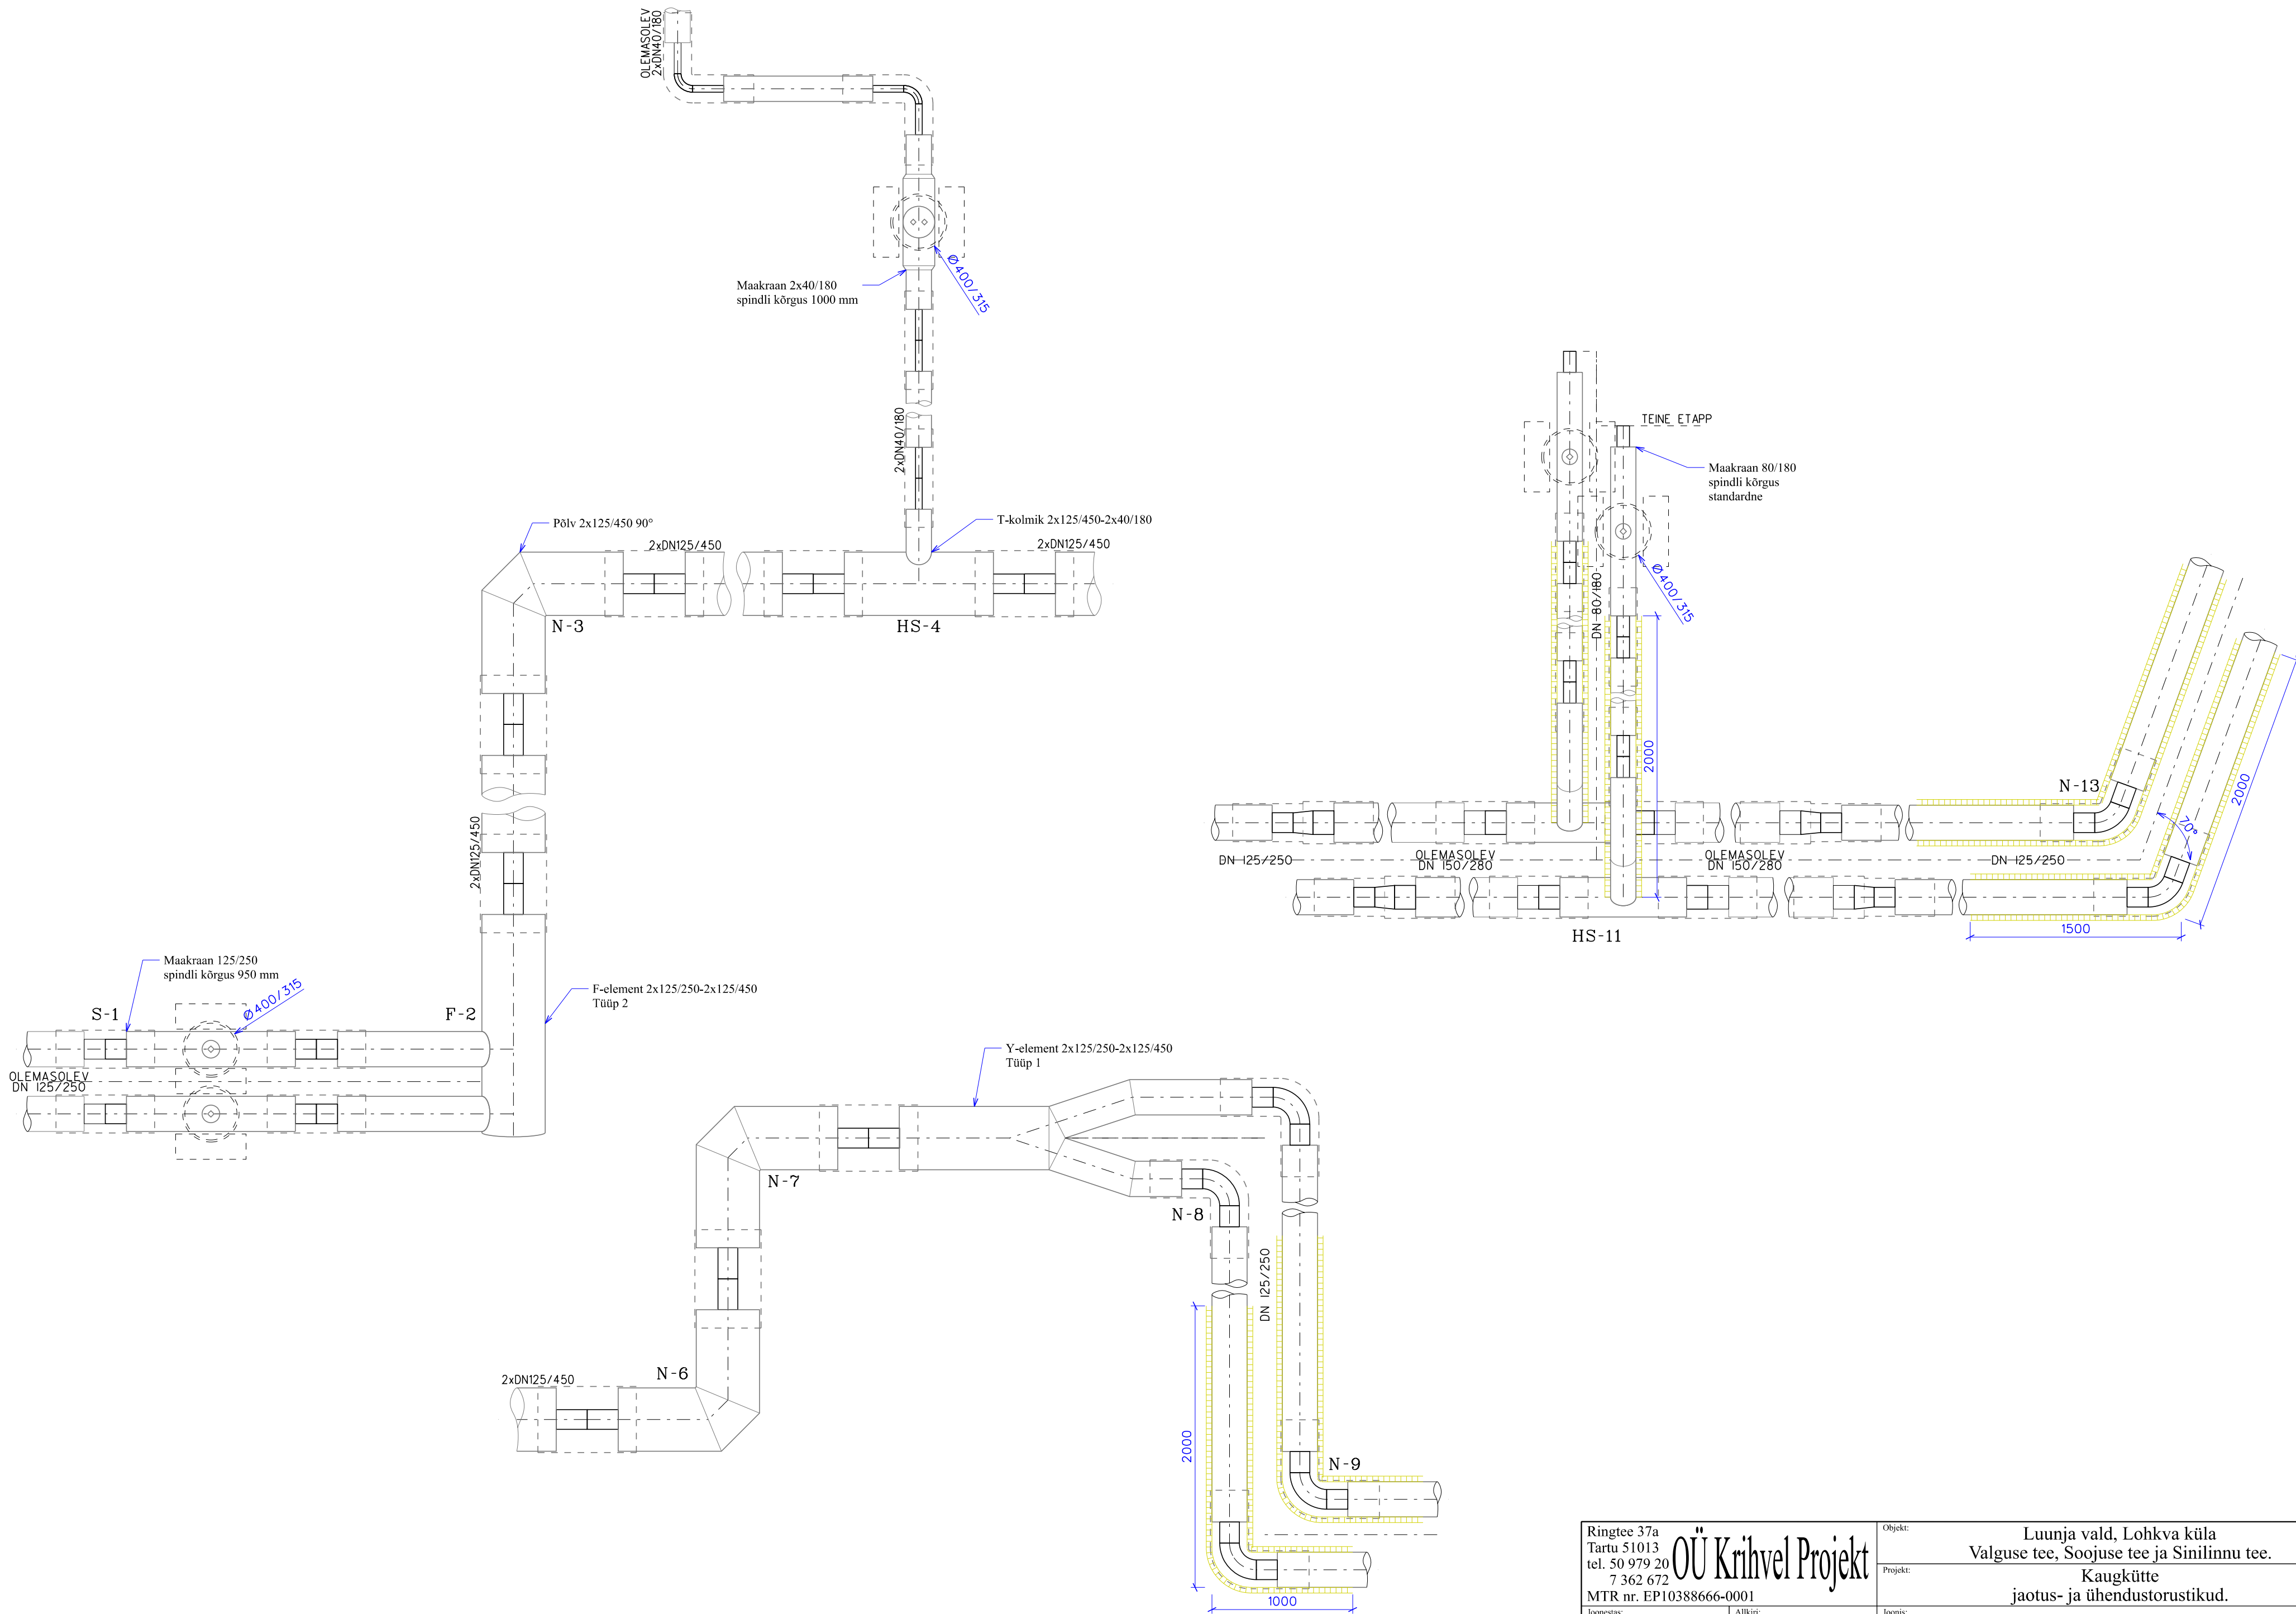 OLEMASOLEV
2xDN40/180
Maakraan 2x40/180
spindli kõrgus 1000 mm
Ø400/315
2xDN40/180
Põlv 2x125/450 90°
2xDN125/450
T-kolmik 2x125/450-2x40/180
2xDN125/450
N-3
HS-4
2xDN125/450
Maakraan 125/250
spindli kõrgus 950 mm
Ø400/315
S-1
F-2
F-element 2x125/250-2x125/450
Tüüp 2
OLEMASOLEV
DN 125/250
TEINE ETAPP
Maakraan 80/180
spindli kõrgus
standardne
DN 80/180
Ø400/315
2000
N-13
70°
2000
DN 125/250
OLEMASOLEV
DN 150/280
OLEMASOLEV
DN 150/280
DN 125/250
HS-11
1500
Y-element 2x125/250-2x125/450
Tüüp 1
N-7
N-8
DN 125/250
N-6
2xDN125/450
2000
N-9
1000
Ringtee 37a
Tartu 51013
tel. 50 979 20
7 362 672
MTR nr. EP10388666-0001
OÜ Krihvel Projekt
Objekt:
Luunja vald, Lohkva küla
Valguse tee, Soojuse tee ja Sinilinnu tee.
Projekt:
Kaugkütte
jaotus- ja ühendustorustikud.
Joonestas:
Allkiri:
Joonis: